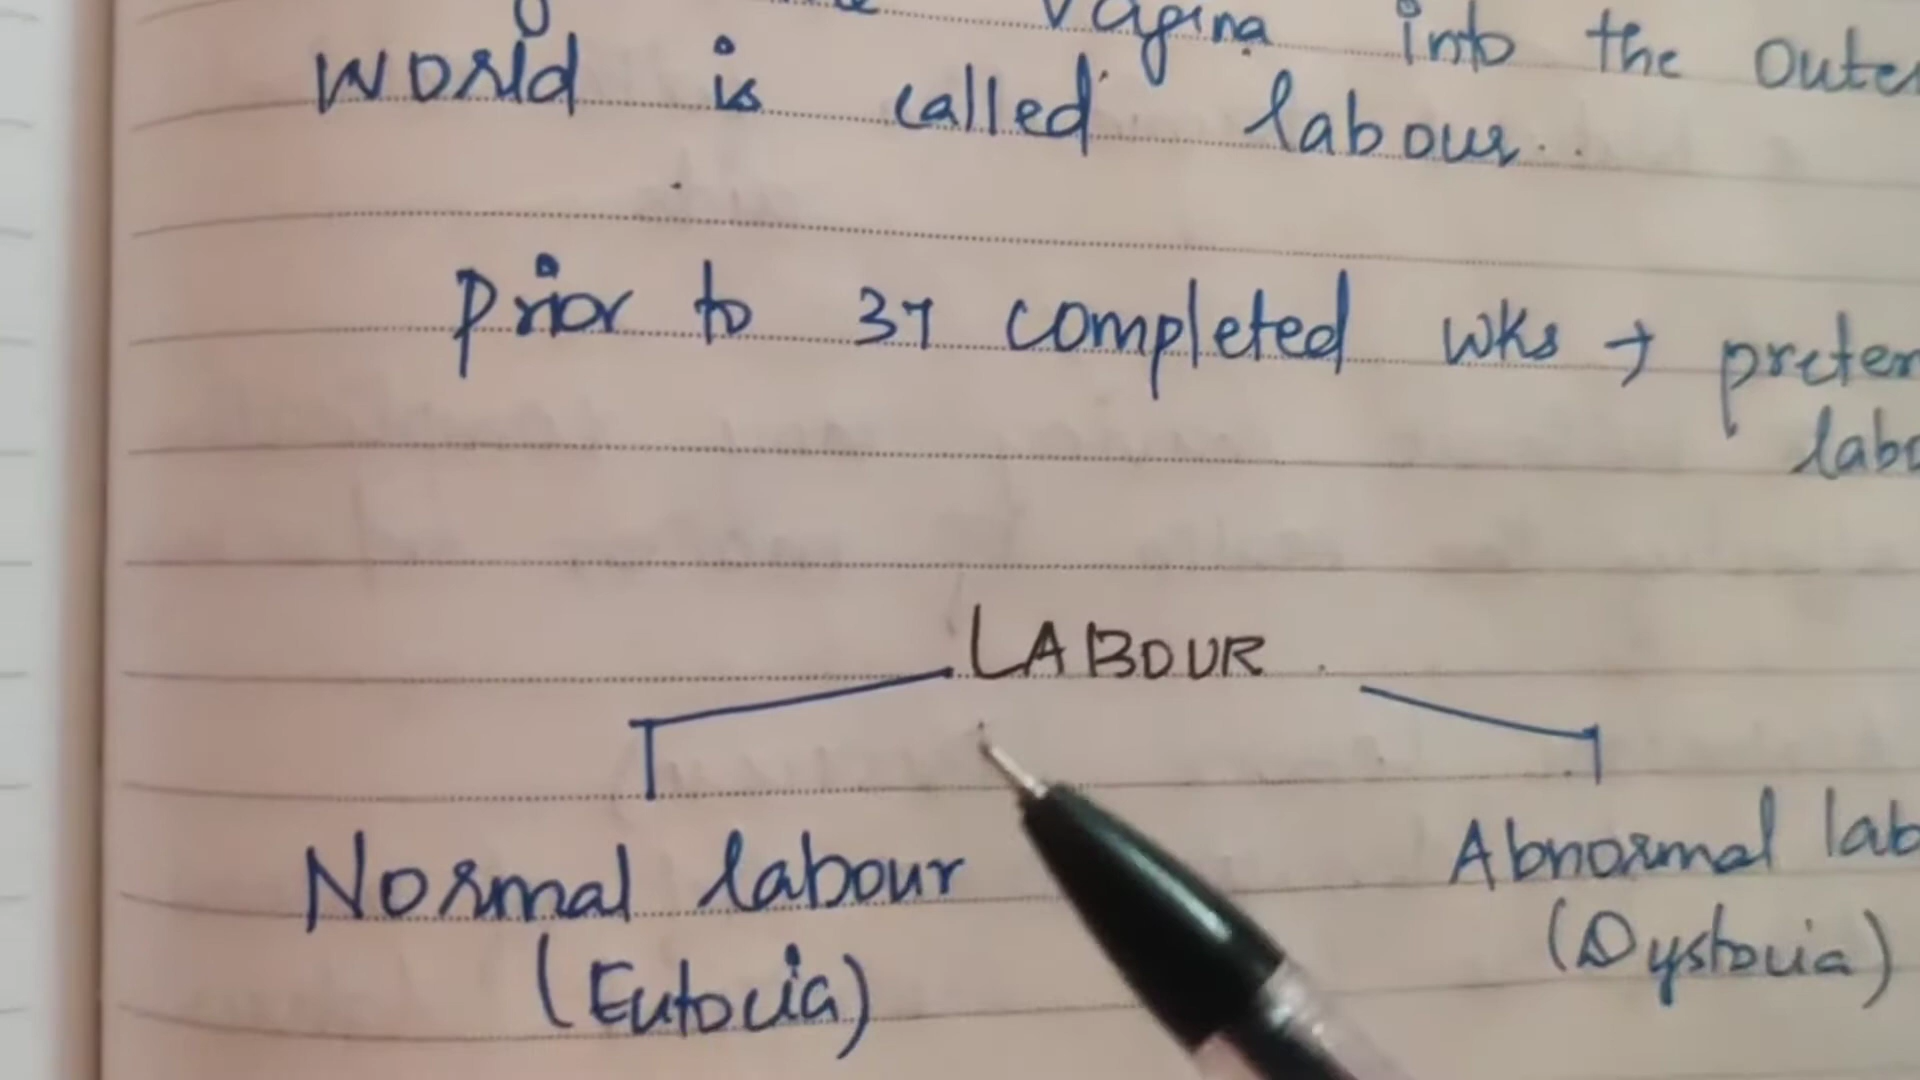 vagina into the outer
world is called labour..
prior to 37 completed wks → preter
labo
LABOUR
Normal labour
Abnormal lab
(Eutocia)
(Dystocia)